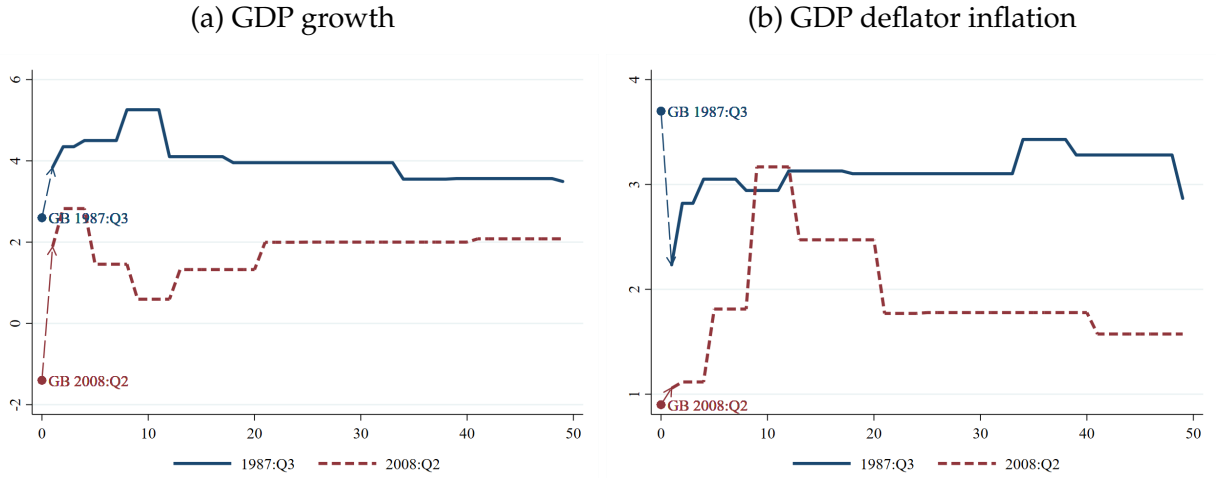 (a) GDP growth
6
4
2
0
-2
GB 1987:Q3
GB 2008:Q2
0 10 20 30 40 50
1987:Q3 2008:Q2
(b) GDP deflator inflation
4
3
2
1
GB 1987:Q3
GB 2008:Q2
0 10 20 30 40 50
1987:Q3 2008:Q2